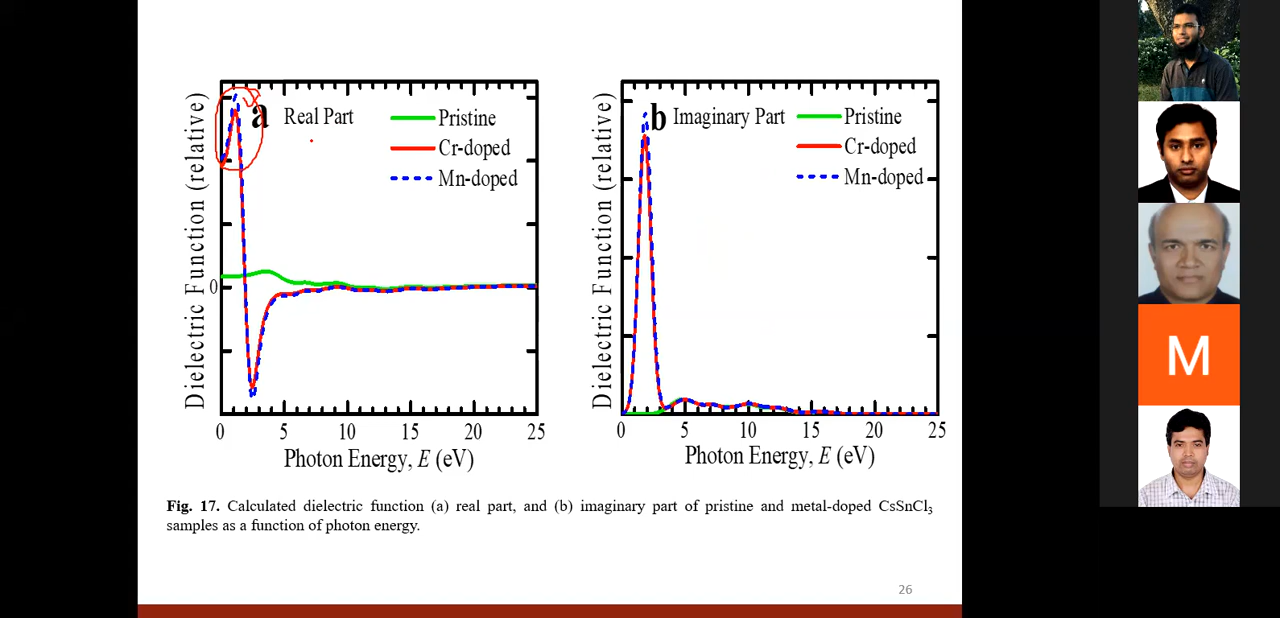 a Real Part
Pristine
Cr-doped
Mn-doped
Dielectric Function (relative)
0
0 5 10 15 20 25
Photon Energy, E (eV)
b Imaginary Part
Pristine
Cr-doped
Mn-doped
Dielectric Function (relative)
0 5 10 15 20 25
Photon Energy, E (eV)
Fig. 17. Calculated dielectric function (a) real part, and (b) imaginary part of pristine and metal-doped CsSnCl₃
samples as a function of photon energy.
26
M